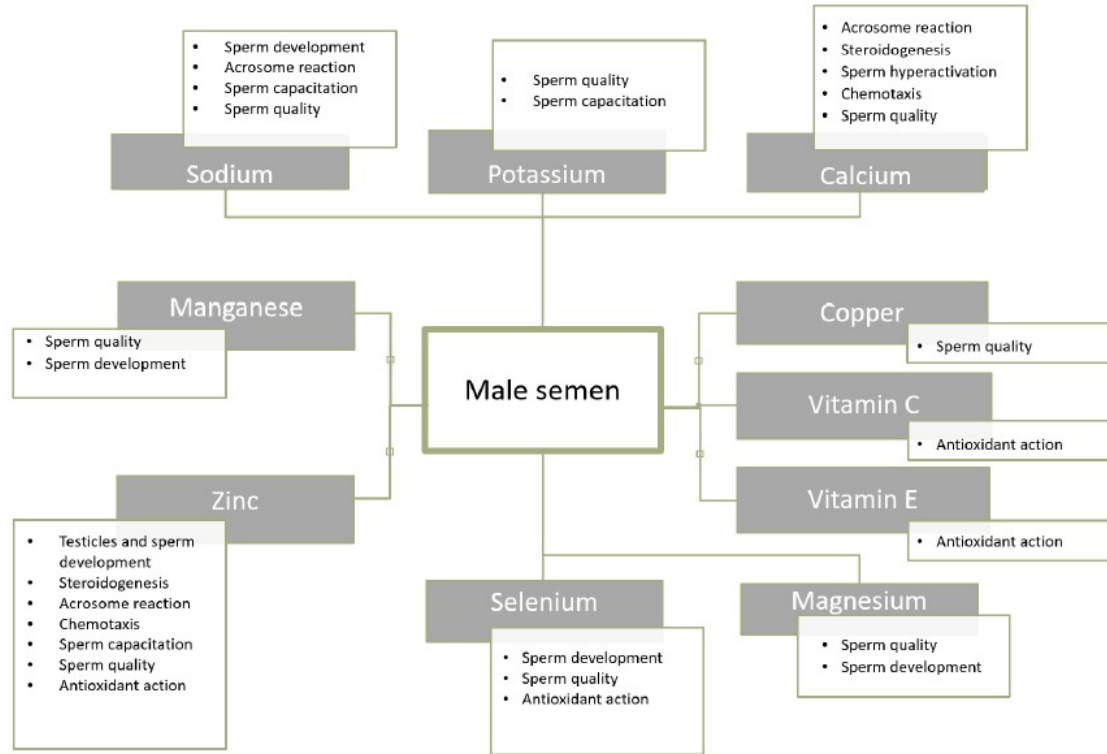 • Sperm development
• Acrosome reaction
• Sperm capacitation
• Sperm quality
Sodium
• Sperm quality
• Sperm capacitation
Potassium
• Acrosome reaction
• Steroidogenesis
• Sperm hyperactivation
• Chemotaxis
• Sperm quality
Calcium
Manganese
• Sperm quality
• Sperm development
Male semen
Copper
• Sperm quality
Vitamin C
• Antioxidant action
Vitamin E
• Antioxidant action
Zinc
• Testicles and sperm
development
• Steroidogenesis
• Acrosome reaction
• Chemotaxis
• Sperm capacitation
• Sperm quality
• Antioxidant action
Selenium
• Sperm development
• Sperm quality
• Antioxidant action
Magnesium
• Sperm quality
• Sperm development